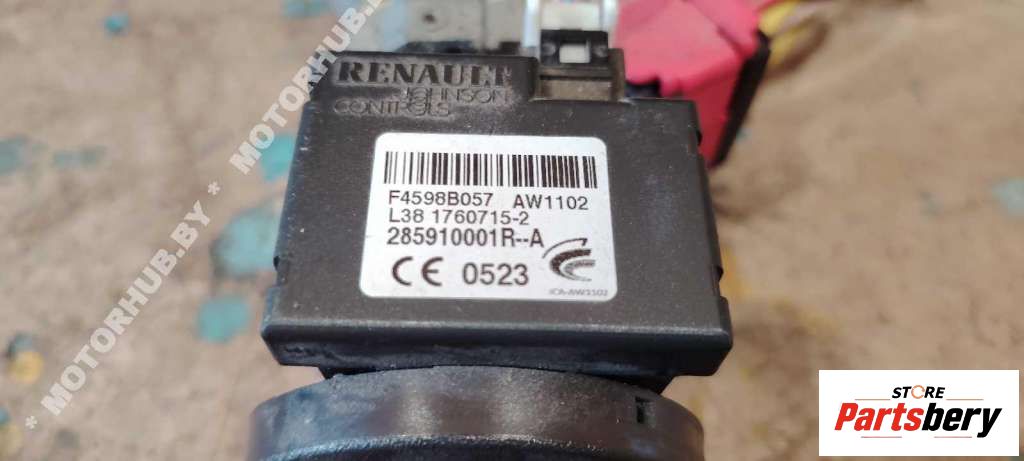 RENAULT
JOHNSON
CONTROLS
F4598B057 AW1102
L38 1760715-2
285910001R--A
CE 0523
ICA-AW1102
* MOTORHUB.BY * MOTORHUB.BY
STORE
Partsbery